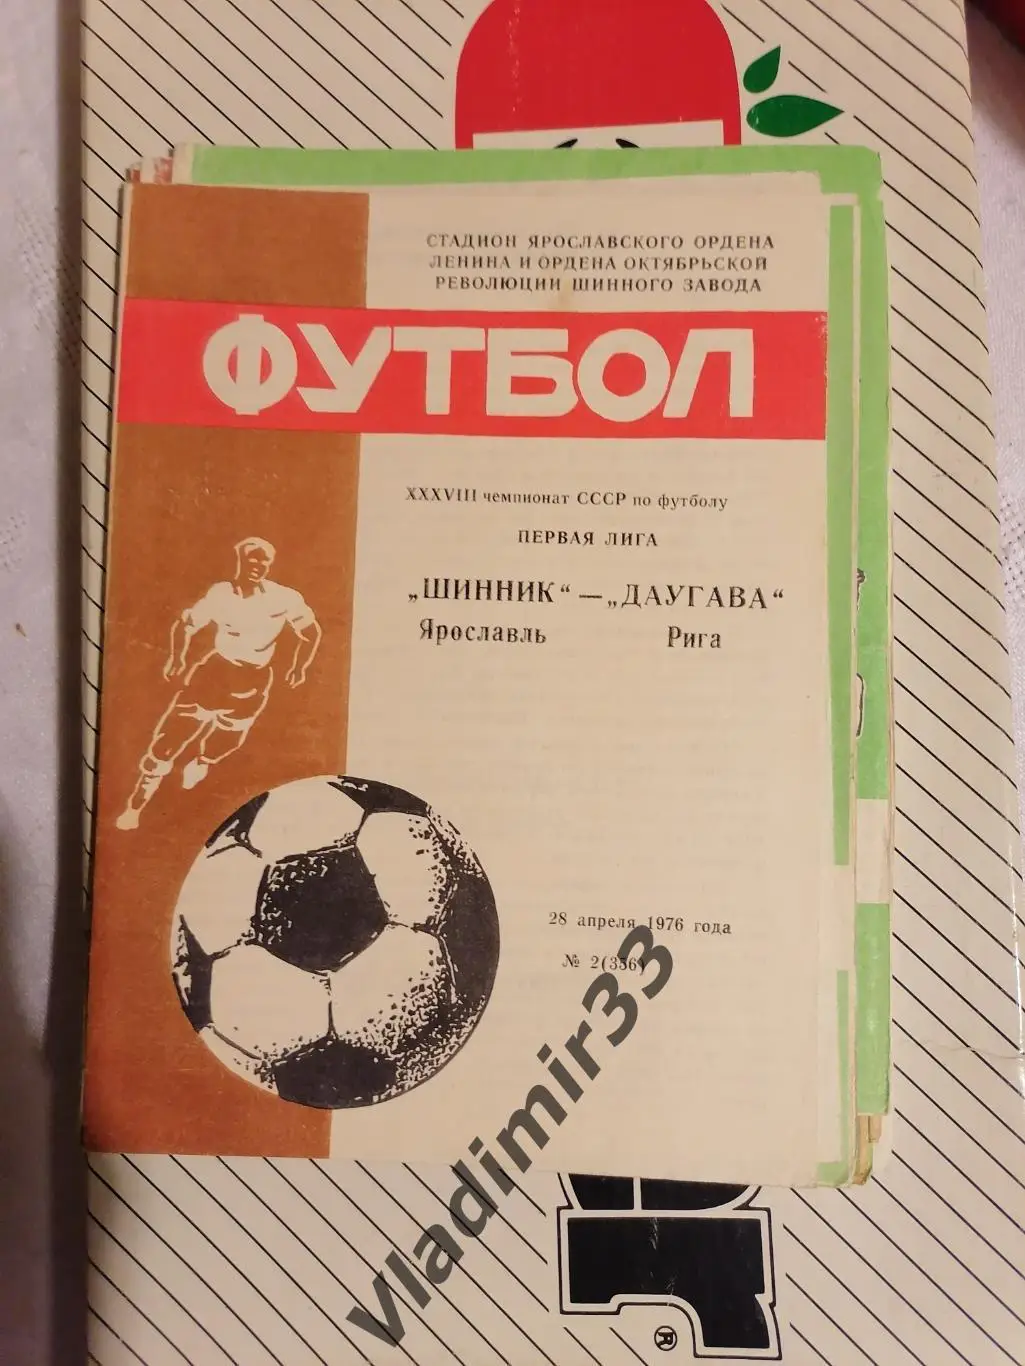 СТАДИОН ЯРОСЛАВСКОГО ОРДЕНА
ЛЕНИНА И ОРДЕНА ОКТЯБРЬСКОЙ
РЕВОЛЮЦИИ ШИННОГО ЗАВОДА
ФУТБОЛ
XXXVIII чемпионат СССР по футболу
ПЕРВАЯ ЛИГА
„ШИННИК“ — „ДАУГАВА“
Ярославль Рига
28 апреля 1976 года
№ 2(356)
vladimir33
®